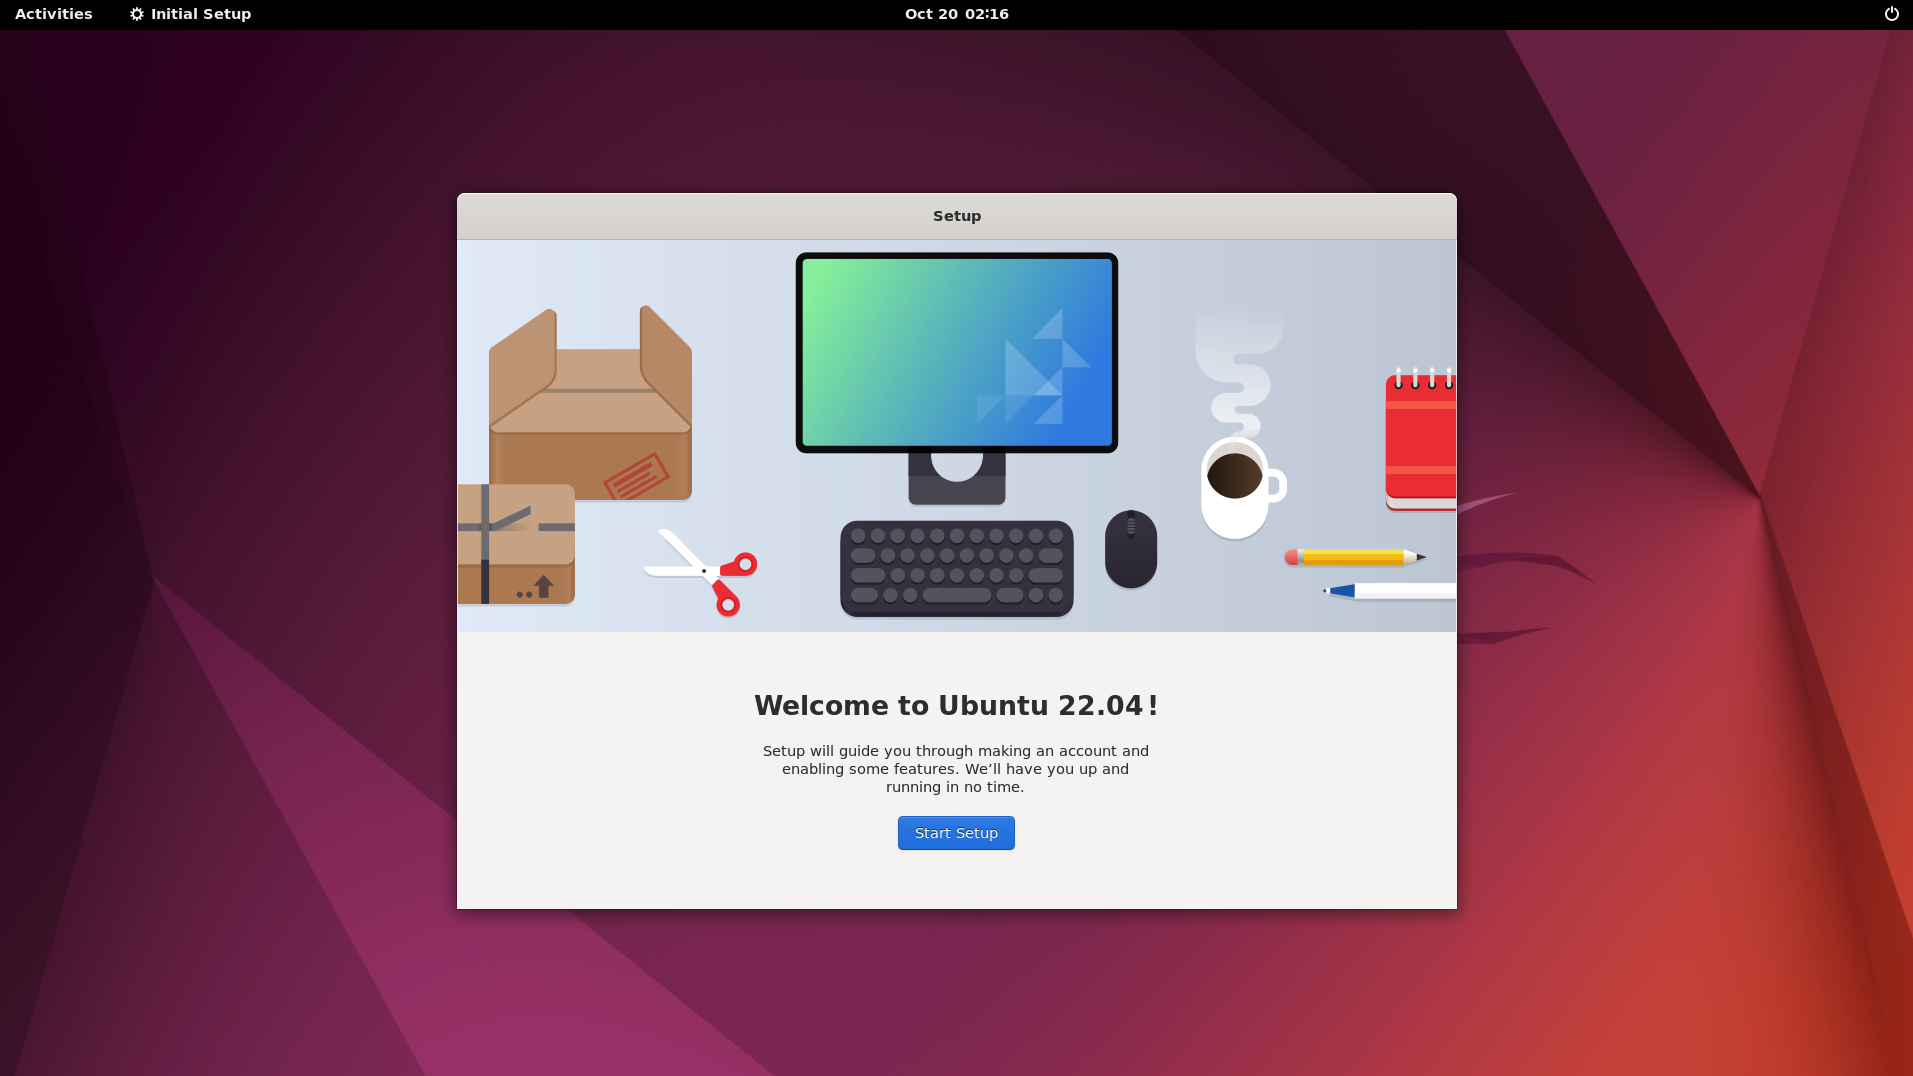 Activities Initial Setup Oct 20 02:16
Setup
Welcome to Ubuntu 22.04!
Setup will guide you through making an account and
enabling some features. We’ll have you up and
running in no time.
Start Setup